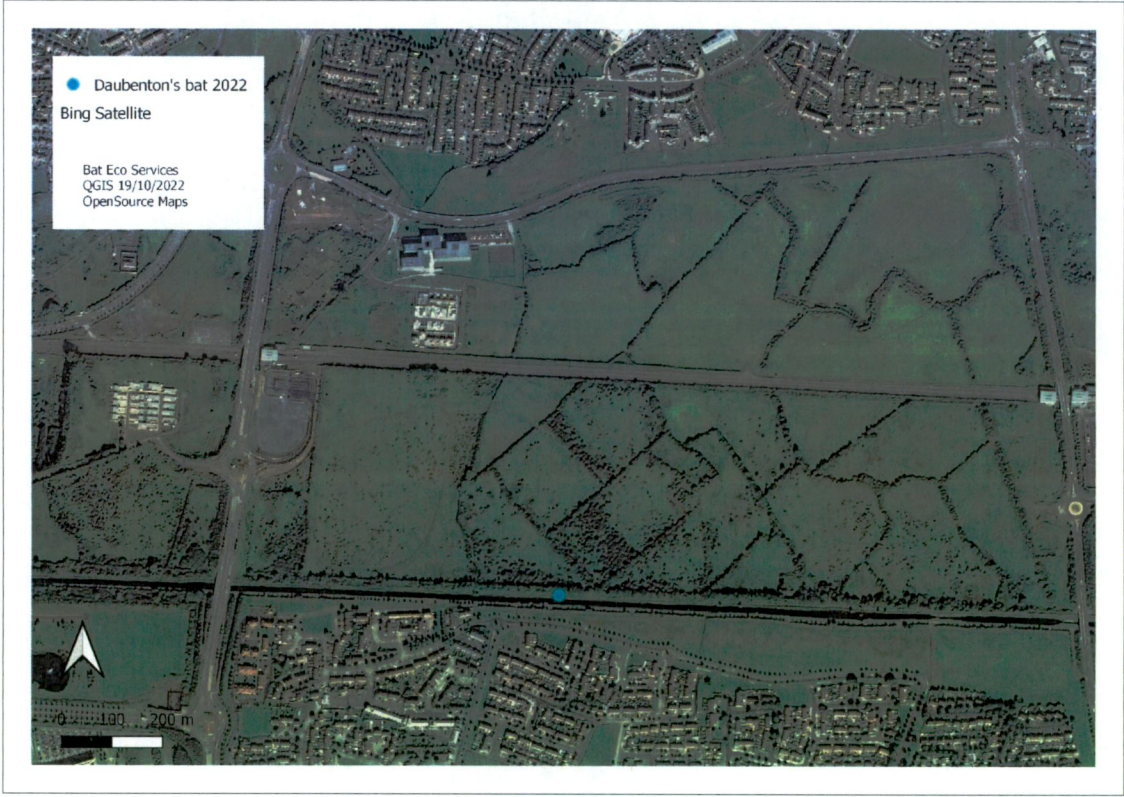 Daubenton's bat 2022
Bing Satellite
Bat Eco Services
QGIS 19/10/2022
OpenSource Maps
0 100 200 m